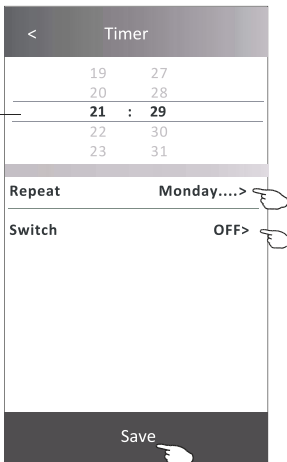 < Timer
19 27
20 28
21 : 29
22 30
23 31
Repeat Monday....>
Switch OFF>
Save